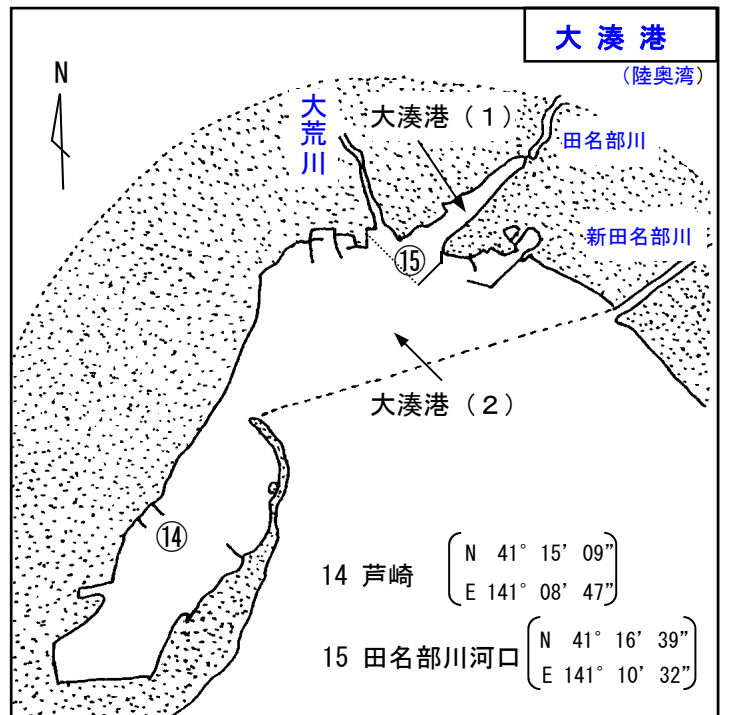 大湊港
（陸奥湾）
N
大荒川
大湊港（１）
田名部川
新田名部川
⑮
大湊港（２）
⑭
14 芦崎
N 41° 15’ 09”
E 141° 08’ 47”
15 田名部川河口
N 41° 16’ 39”
E 141° 10’ 32”